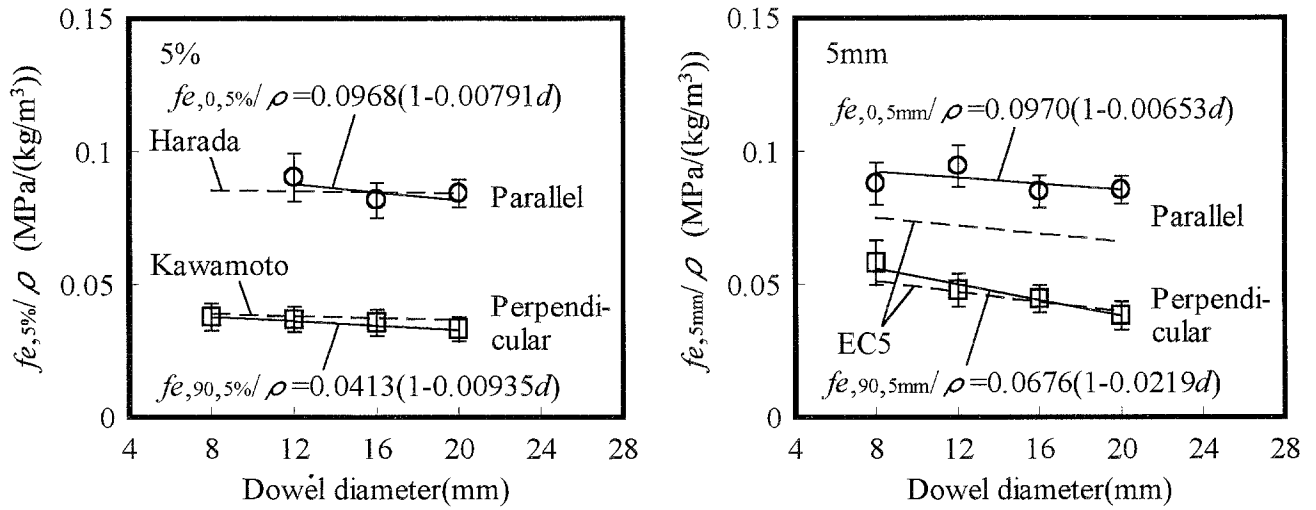 fe,5%/ρ (MPa/(kg/m³))
0.15
0.1
0.05
0
5%
fe,0,5%/ρ=0.0968(1-0.00791d)
Harada
Parallel
Kawamoto
Perpendi-
cular
fe,90,5%/ρ=0.0413(1-0.00935d)
4 8 12 16 20 24 28
Dowel diameter(mm)
fe,5mm/ρ (MPa/(kg/m³))
0.15
0.1
0.05
0
5mm
fe,0,5mm/ρ=0.0970(1-0.00653d)
Parallel
Perpendi-
cular
EC5
fe,90,5mm/ρ=0.0676(1-0.0219d)
4 8 12 16 20 24 28
Dowel diameter(mm)